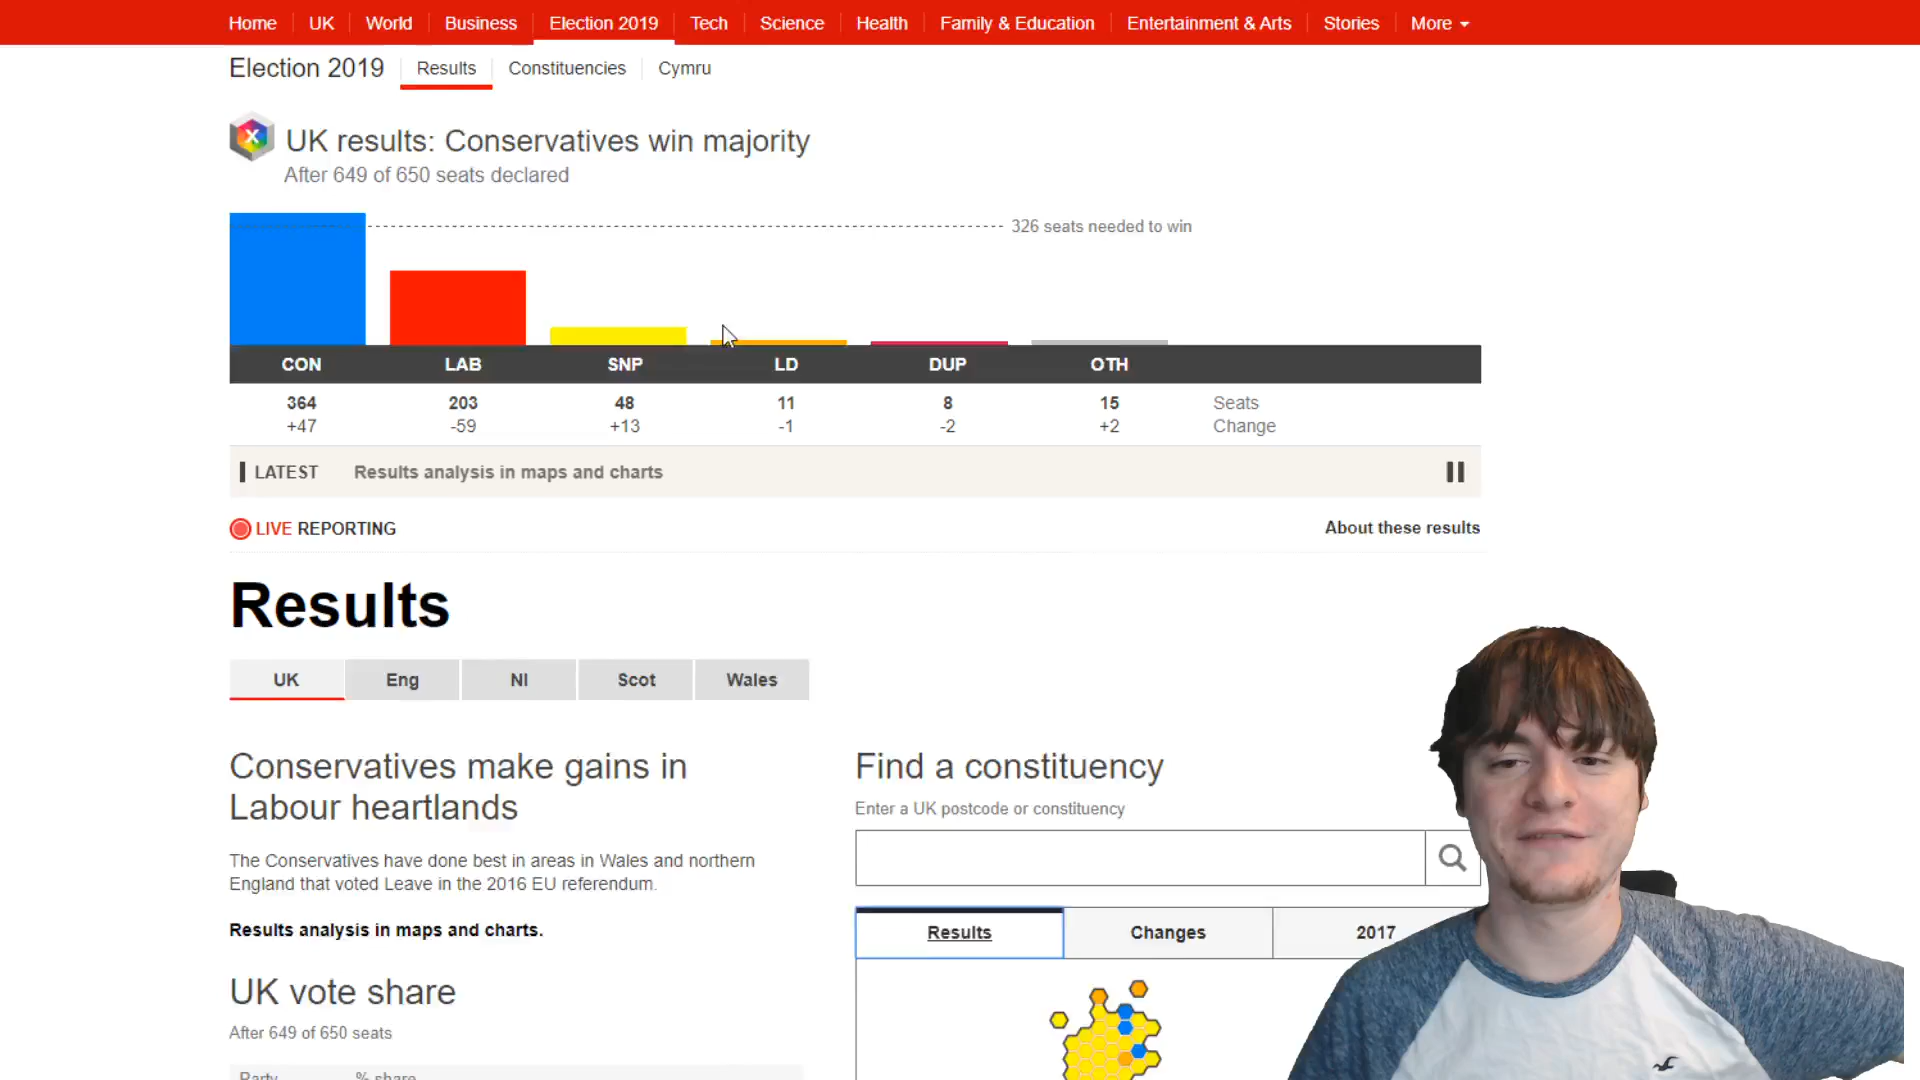 Home UK World Business Election 2019 Tech Science Health Family & Education Entertainment & Arts Stories More
Election 2019 Results Constituencies Cymru
X UK results: Conservatives win majority
After 649 of 650 seats declared
326 seats needed to win
CON LAB SNP LD DUP OTH
364 203 48 11 8 15 Seats
+47 -59 +13 -1 -2 +2 Change
LATEST Results analysis in maps and charts
LIVE REPORTING About these results
Results
UK Eng NI Scot Wales
Conservatives make gains in
Labour heartlands
The Conservatives have done best in areas in Wales and northern
England that voted Leave in the 2016 EU referendum.
Results analysis in maps and charts.
UK vote share
After 649 of 650 seats
Party % share
Find a constituency
Enter a UK postcode or constituency
Results Changes 2017